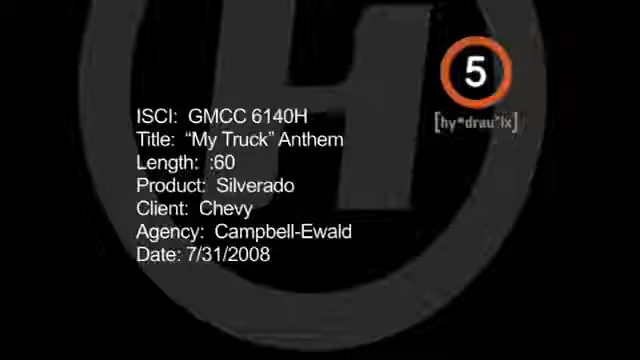 5
[hy*drau*lx]
ISCI: GMCC 6140H
Title: “My Truck” Anthem
Length: :60
Product: Silverado
Client: Chevy
Agency: Campbell-Ewald
Date: 7/31/2008